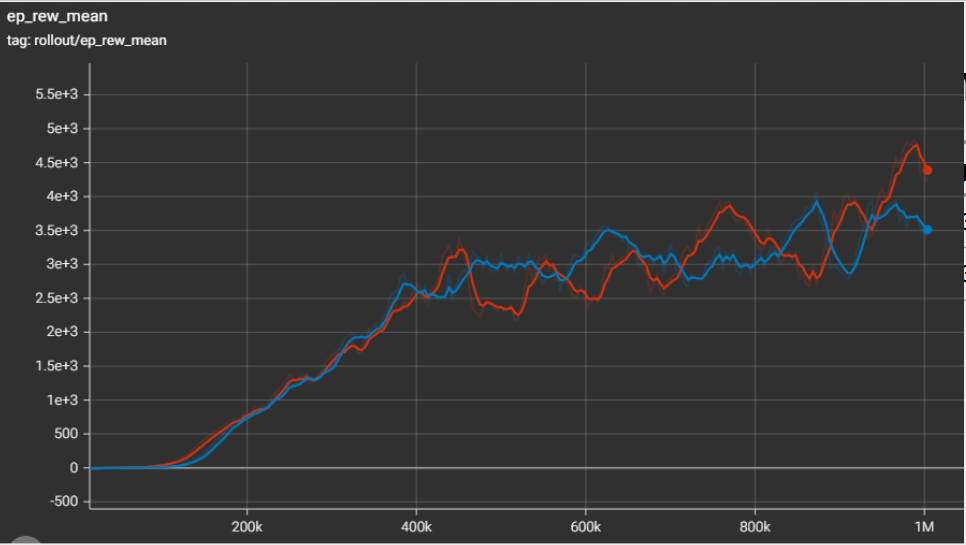 ep_rew_mean
tag: rollout/ep_rew_mean
5.5e+3
5e+3
4.5e+3
4e+3
3.5e+3
3e+3
2.5e+3
2e+3
1.5e+3
1e+3
500
0
-500
200k 400k 600k 800k 1M